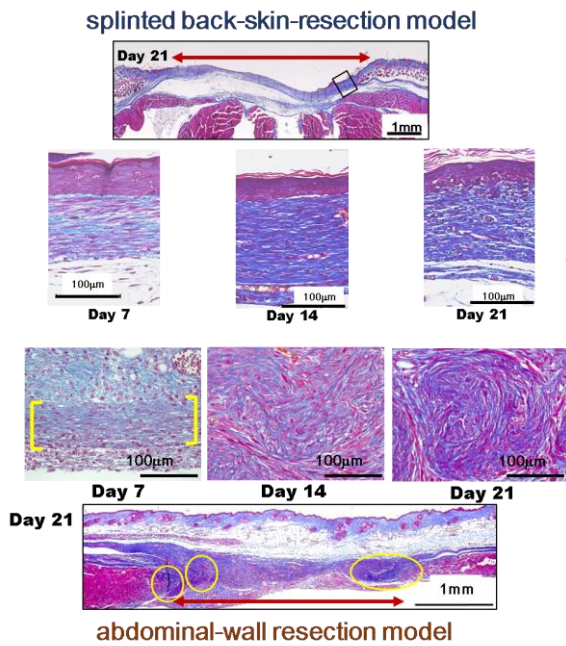 splinted back-skin-resection model
Day 21
1mm
100μm
100μm
100μm
Day 7
Day 14
Day 21
100μm
100μm
100μm
Day 7
Day 14
Day 21
Day 21
1mm
abdominal-wall resection model